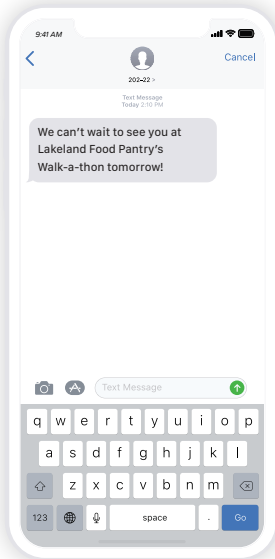 9:41 AM
Cancel
202-22 >
Text Message
Today 2:10 PM
We can't wait to see you at
Lakeland Food Pantry's
Walk-a-thon tomorrow!
Text Message
q w e r t y u i o p
a s d f g h j k l
z x c v b n m
123 space . Go